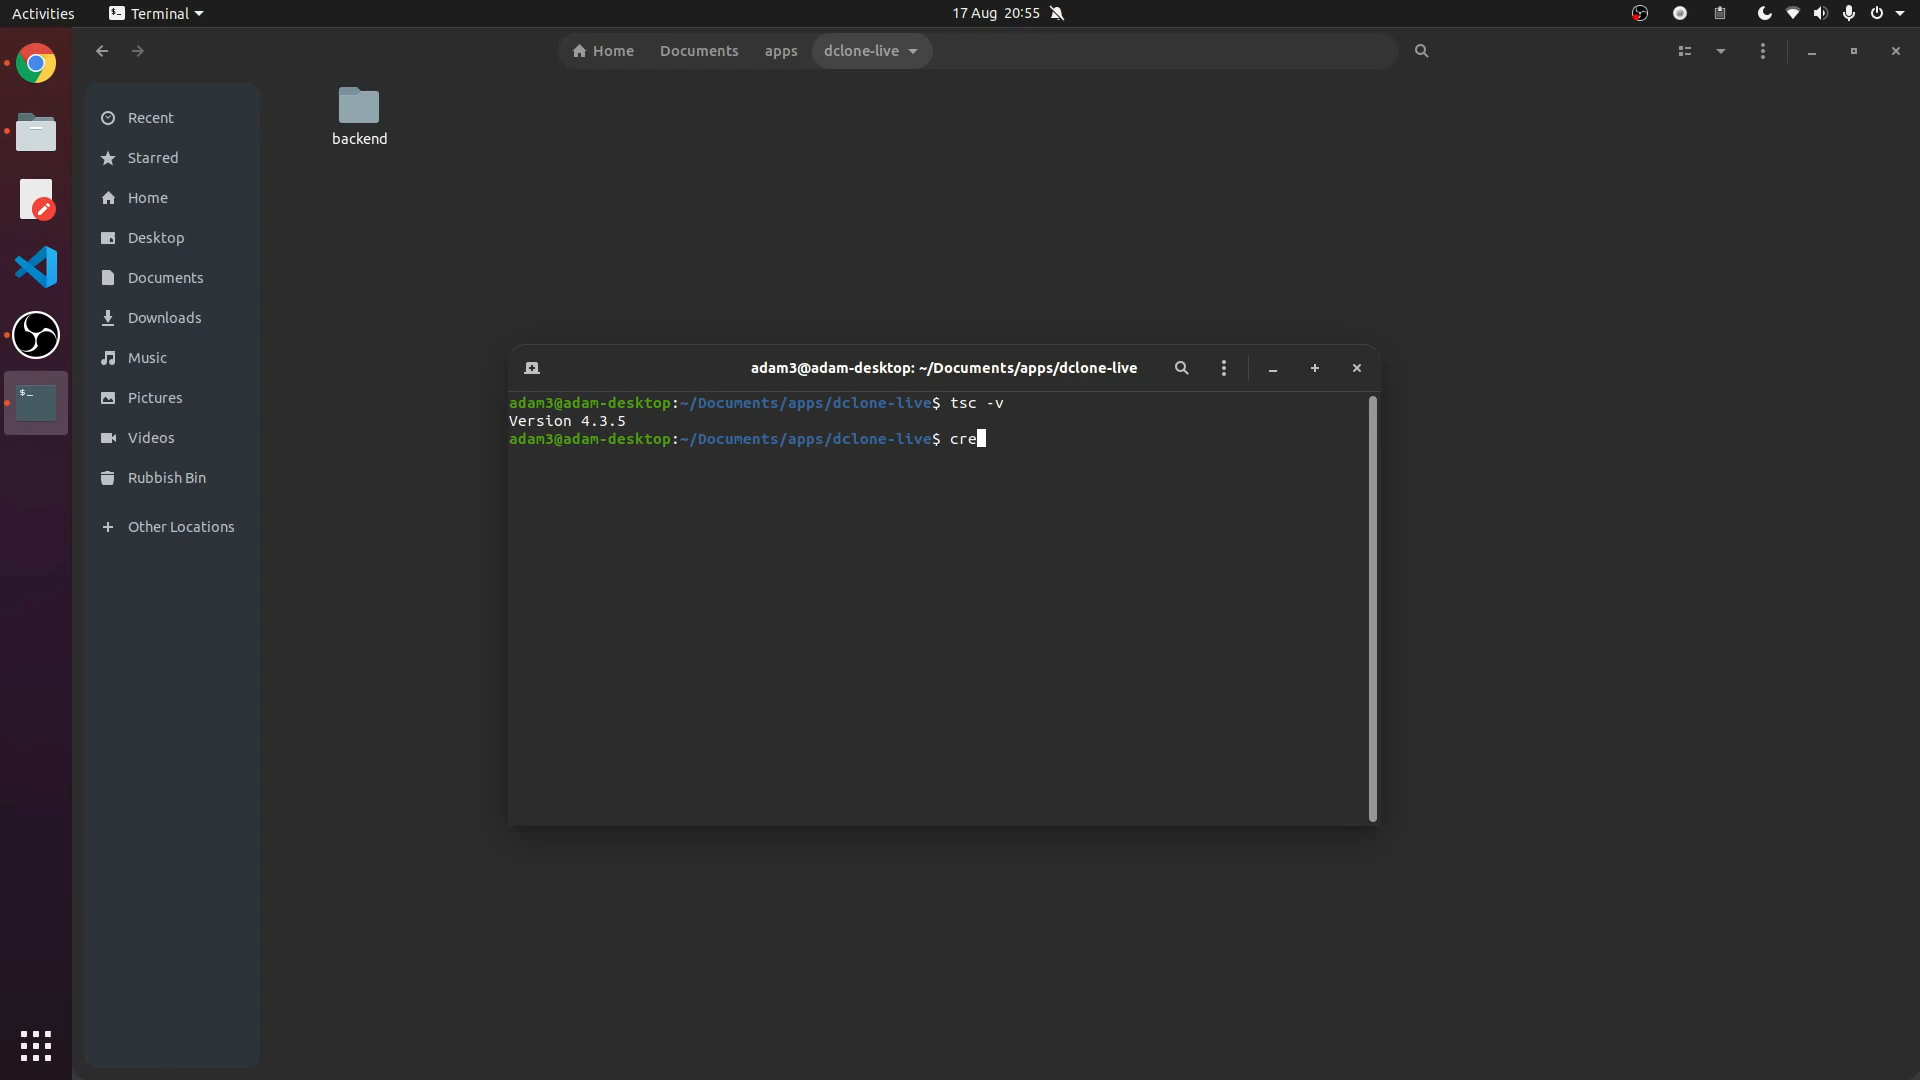 Activities
Terminal
17 Aug 20:55
Home
Documents
apps
dclone-live
Recent
Starred
Home
Desktop
Documents
Downloads
Music
Pictures
Videos
Rubbish Bin
Other Locations
backend
adam3@adam-desktop: ~/Documents/apps/dclone-live
adam3@adam-desktop:~/Documents/apps/dclone-live$ tsc -v
Version 4.3.5
adam3@adam-desktop:~/Documents/apps/dclone-live$ cre